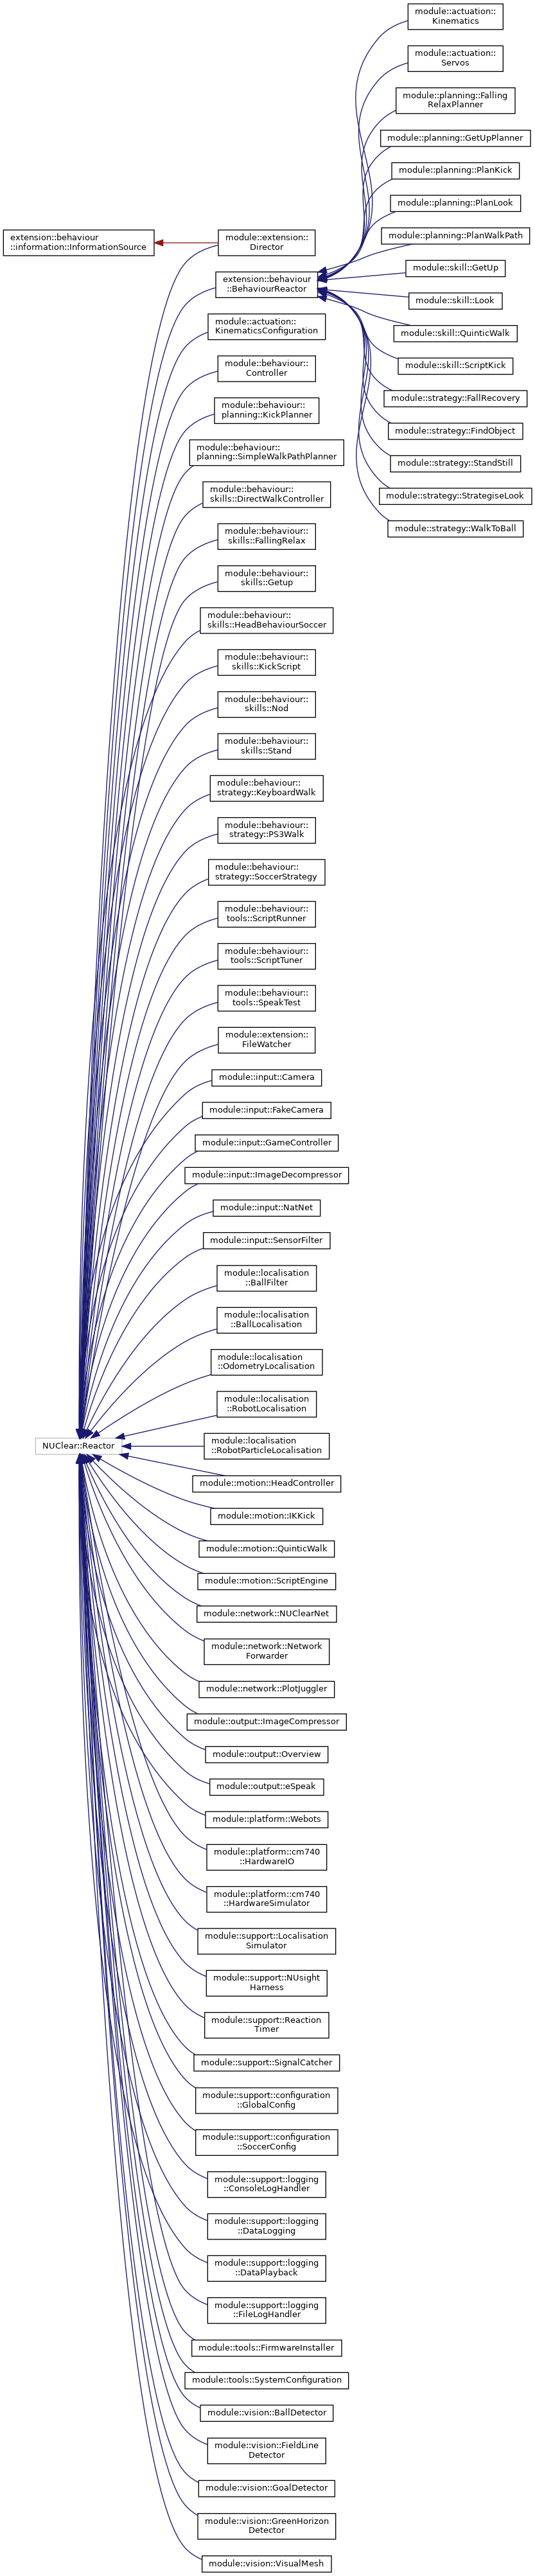 module::actuation::
Kinematics
module::actuation::
Servos
module::planning::Falling
RelaxPlanner
module::planning::GetUpPlanner
module::planning::PlanKick
module::planning::PlanLook
module::planning::PlanWalkPath
module::skill::GetUp
module::skill::Look
module::skill::QuinticWalk
module::skill::ScriptKick
module::strategy::FallRecovery
module::strategy::FindObject
module::strategy::StandStill
module::strategy::StrategiseLook
module::strategy::WalkToBall
extension::behaviour
::information::InformationSource
module::extension::
Director
extension::behaviour
::BehaviourReactor
module::actuation::
KinematicsConfiguration
module::behaviour::
Controller
module::behaviour::
planning::KickPlanner
module::behaviour::
planning::SimpleWalkPathPlanner
module::behaviour::
skills::DirectWalkController
module::behaviour::
skills::FallingRelax
module::behaviour::
skills::Getup
module::behaviour::
skills::HeadBehaviourSoccer
module::behaviour::
skills::KickScript
module::behaviour::
skills::Nod
module::behaviour::
skills::Stand
module::behaviour::
strategy::KeyboardWalk
module::behaviour::
strategy::PS3Walk
module::behaviour::
strategy::SoccerStrategy
module::behaviour::
tools::ScriptRunner
module::behaviour::
tools::ScriptTuner
module::behaviour::
tools::SpeakTest
module::extension::
FileWatcher
module::input::Camera
module::input::FakeCamera
module::input::GameController
module::input::ImageDecompressor
module::input::NatNet
module::input::SensorFilter
module::localisation
::BallFilter
module::localisation
::BallLocalisation
module::localisation
::OdometryLocalisation
module::localisation
::RobotLocalisation
NUClear::Reactor
module::localisation
::RobotParticleLocalisation
module::motion::HeadController
module::motion::IKKick
module::motion::QuinticWalk
module::motion::ScriptEngine
module::network::NUClearNet
module::network::Network
Forwarder
module::network::PlotJuggler
module::output::ImageCompressor
module::output::Overview
module::output::eSpeak
module::platform::Webots
module::platform::cm740
::HardwareIO
module::platform::cm740
::HardwareSimulator
module::support::Localisation
Simulator
module::support::NUsight
Harness
module::support::Reaction
Timer
module::support::SignalCatcher
module::support::configuration
::GlobalConfig
module::support::configuration
::SoccerConfig
module::support::logging
::ConsoleLogHandler
module::support::logging
::DataLogging
module::support::logging
::DataPlayback
module::support::logging
::FileLogHandler
module::tools::FirmwareInstaller
module::tools::SystemConfiguration
module::vision::BallDetector
module::vision::FieldLine
Detector
module::vision::GoalDetector
module::vision::GreenHorizon
Detector
module::vision::VisualMesh